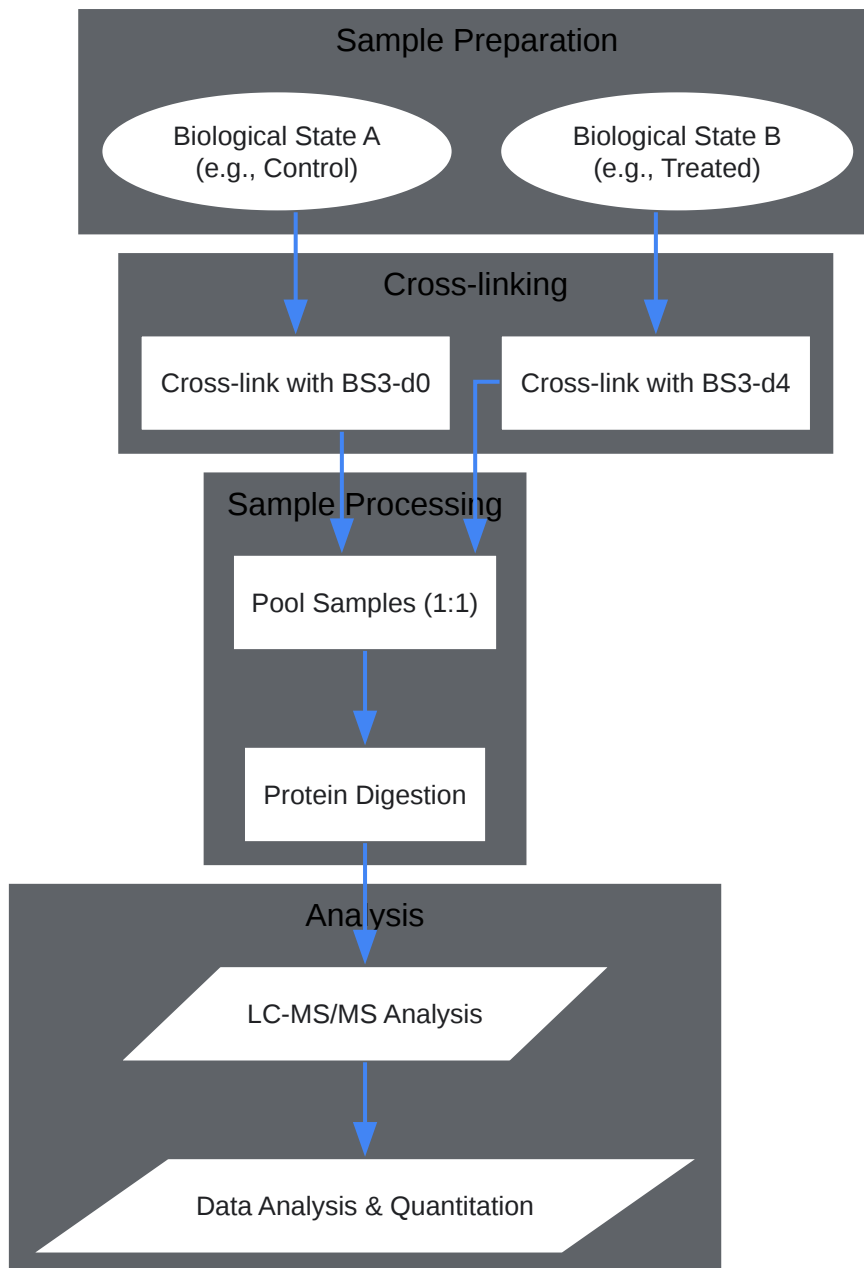 Sample Preparation
Biological State A
(e.g., Control)
Biological State B
(e.g., Treated)
Cross-linking
Cross-link with BS3-d0
Cross-link with BS3-d4
Sample Processing
Pool Samples (1:1)
Protein Digestion
Analysis
LC-MS/MS Analysis
Data Analysis & Quantitation